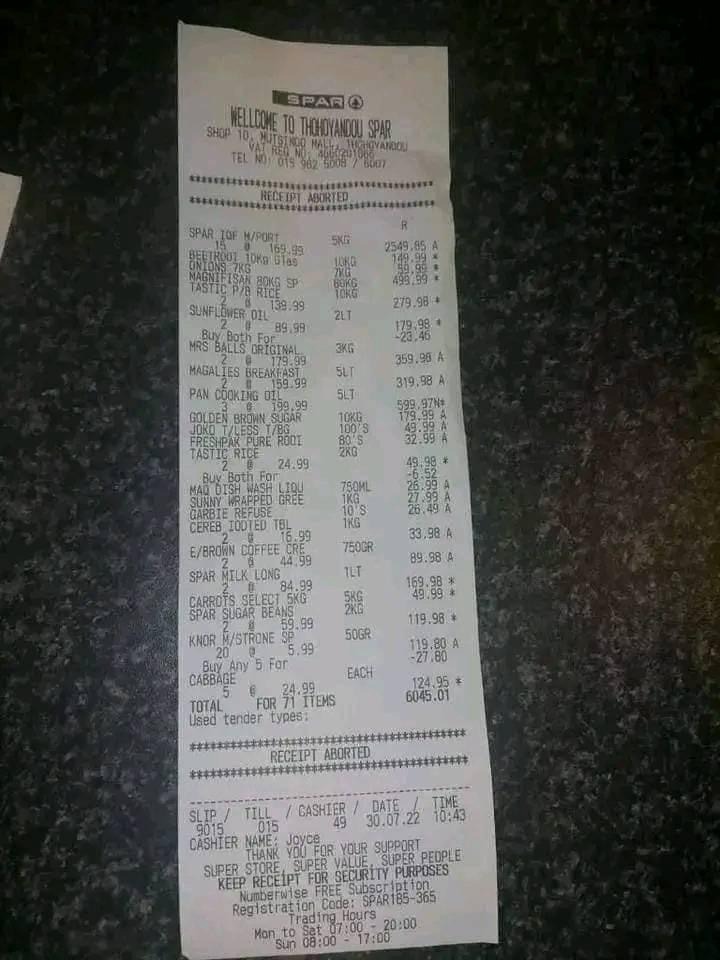 SPAR
WELLCOME TO THOHOYANDOU SPAR
SHOP 10, MUTSINDO MALL, THOHOYANDOU
VAT REG NO: 4660201066
TEL NO: 015 962 5006 / 6007
****************************************
RECEIPT ABORTED
****************************************
R
SPAR IQF M/PORT 5KG
15 @ 169.99 2549.85 A
BEETROOT 10Kg Glas 10KG 149.99 *
ONIONS 7KG 7KG 59.99 *
MAGNIFISAN 80KG SP 80KG 499.99 *
TASTIC P/B RICE 10KG
2 @ 139.99 279.98 *
SUNFLOWER OIL 2LT
2 @ 89.99 179.98 *
Buy Both For -23.46
MRS BALLS ORIGINAL 3KG
2 @ 179.99 359.98 A
MAGALIES BREAKFAST 5LT
2 @ 159.99 319.98 A
PAN COOKING OIL 5LT
3 @ 199.99 599.97N*
GOLDEN BROWN SUGAR 10KG 179.99 A
JOKO T/LESS T/BG 100'S 49.99 A
FRESHPAK PURE ROOI 80'S 32.99 A
TASTIC RICE 2KG
2 @ 24.99 49.98 *
Buy Both For -6.52
MAQ DISH WASH LIQU 750ML 26.99 A
SUNNY WRAPPED GREE 1KG 27.99 A
GARBIE REFUSE 10'S 26.49 A
CEREB IODTED TBL 1KG
2 @ 16.99 33.98 A
E/BROWN COFFEE CRE 750GR
2 @ 44.99 89.98 A
SPAR MILK LONG 1LT
2 @ 84.99 169.98 *
CARROTS SELECT 5KG 5KG 49.99 *
SPAR SUGAR BEANS 2KG
2 @ 59.99 119.98 *
KNOR M/STRONE SP 50GR
20 @ 5.99 119.80 A
Buy Any 5 For -27.80
CABBAGE EACH
5 @ 24.99 124.95 *
TOTAL FOR 71 ITEMS 6045.01
Used tender types:
****************************************
RECEIPT ABORTED
****************************************
----------------------------------------
SLIP / TILL / CASHIER / DATE / TIME
9015 015 49 30.07.22 10:43
CASHIER NAME: Joyce
THANK YOU FOR YOUR SUPPORT
SUPER STORE, SUPER VALUE, SUPER PEOPLE
KEEP RECEIPT FOR SECURITY PURPOSES
Numberwise FREE Subscription
Registration Code: SPAR185-365
Trading Hours
Mon to Sat 07:00 - 20:00
Sun 08:00 - 17:00